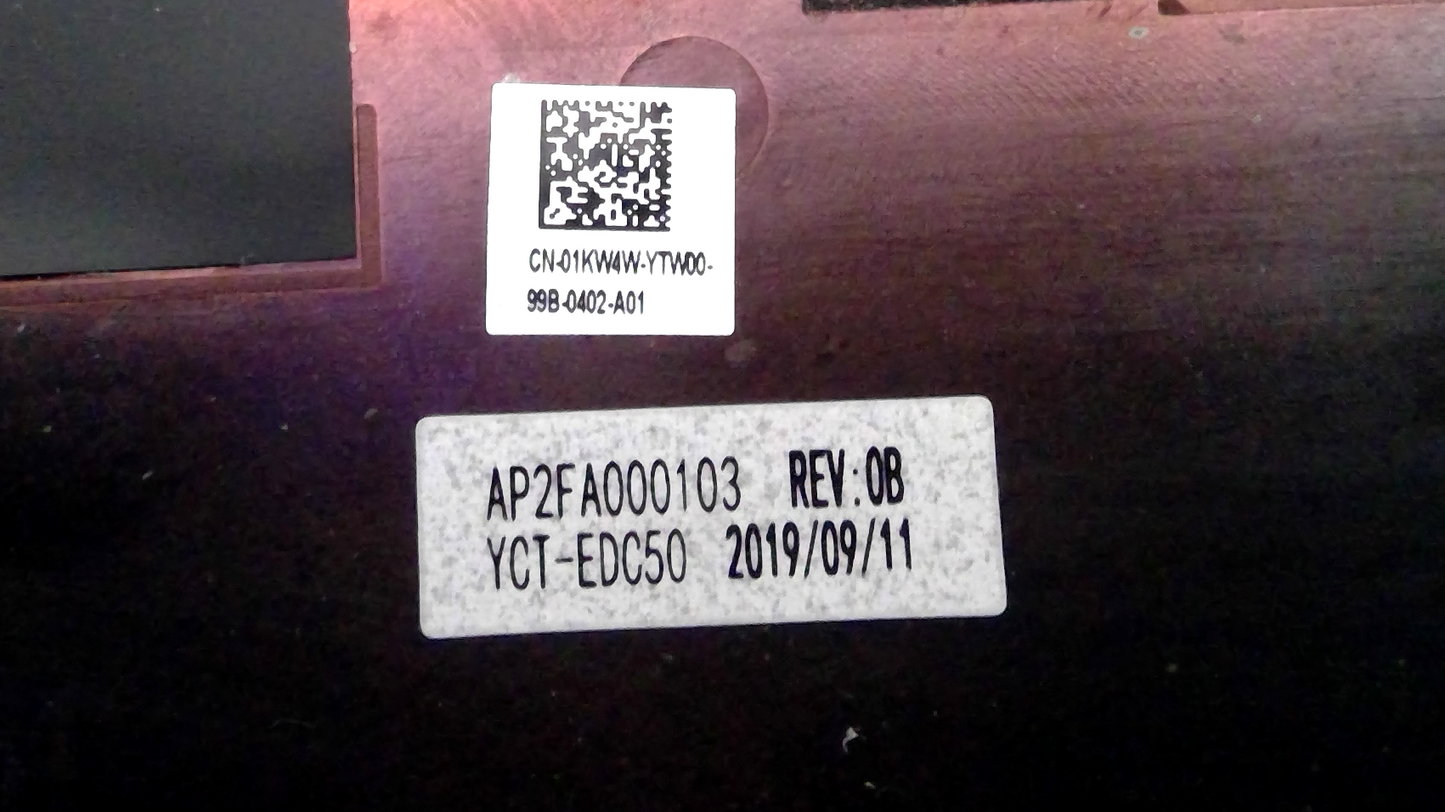 CN-01KW4W-YTW00-
99B-0402-A01
AP2FA000103 REV:0B
YCT-EDC50 2019/09/11